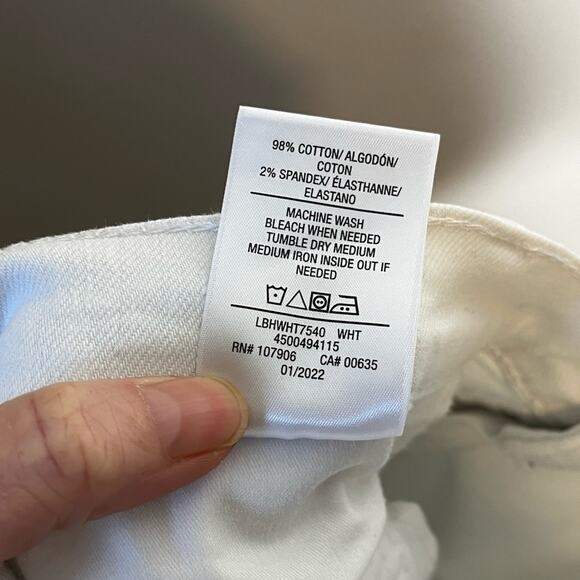 98% COTTON/ ALGODÓN/
COTON
2% SPANDEX/ ÉLASTHANNE/
ELASTANO
MACHINE WASH
BLEACH WHEN NEEDED
TUMBLE DRY MEDIUM
MEDIUM IRON INSIDE OUT IF
NEEDED
LBHWHT7540 WHT
4500494115
RN# 107906 CA# 00635
01/2022